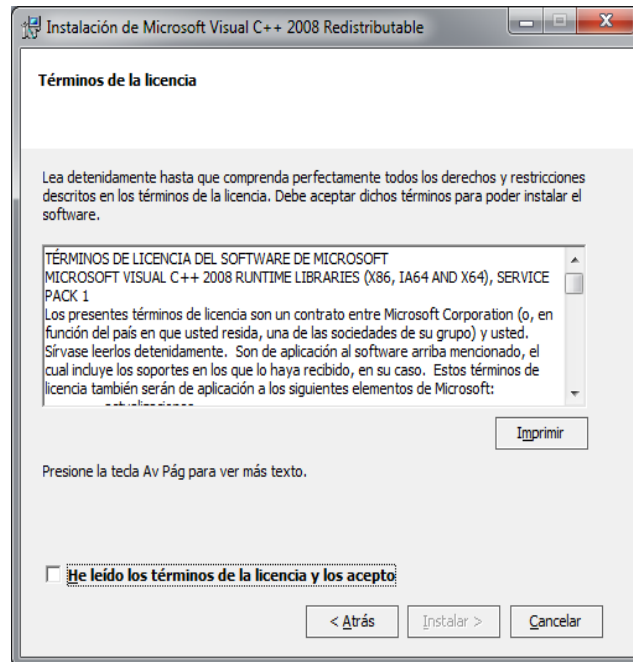 Instalación de Microsoft Visual C++ 2008 Redistributable
Términos de la licencia
Lea detenidamente hasta que comprenda perfectamente todos los derechos y restricciones
descritos en los términos de la licencia. Debe aceptar dichos términos para poder instalar el
software.
TÉRMINOS DE LICENCIA DEL SOFTWARE DE MICROSOFT
MICROSOFT VISUAL C++ 2008 RUNTIME LIBRARIES (X86, IA64 AND X64), SERVICE
PACK 1
Los presentes términos de licencia son un contrato entre Microsoft Corporation (o, en
función del país en que usted resida, una de las sociedades de su grupo) y usted.
Sírvase leerlos detenidamente.  Son de aplicación al software arriba mencionado, el
cual incluye los soportes en los que lo haya recibido, en su caso.  Estos términos de
licencia también serán de aplicación a los siguientes elementos de Microsoft:
Imprimir
Presione la tecla Av Pág para ver más texto.
He leído los términos de la licencia y los acepto
< Atrás
Instalar >
Cancelar